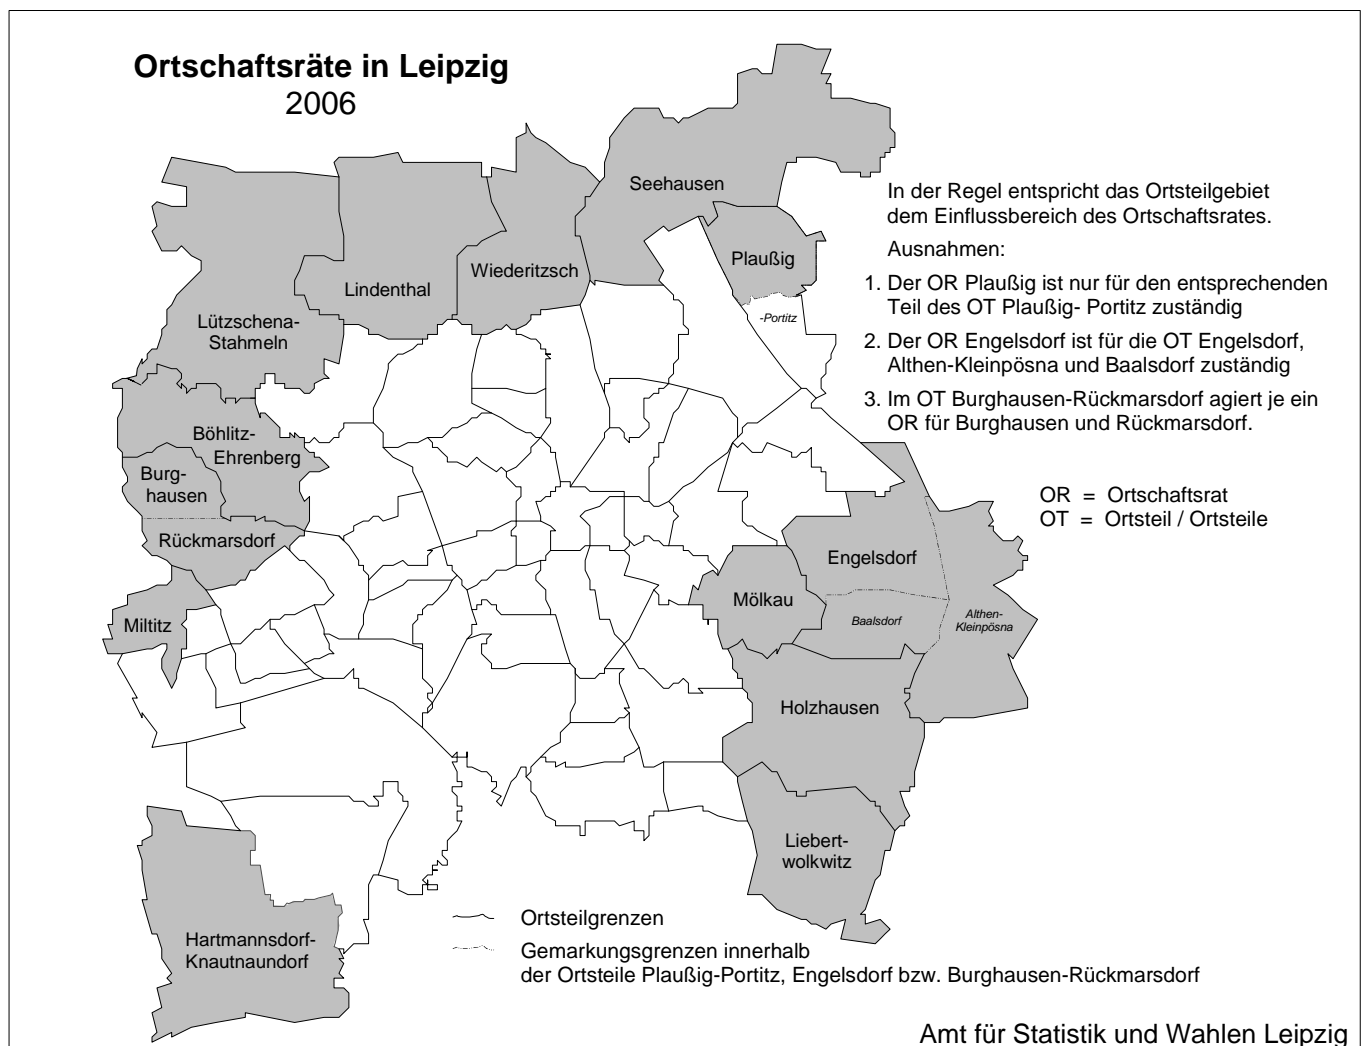 Ortschaftsräte in Leipzig
2006
Seehausen
Plaußig
-Portitz
Wiederitzsch
Lindenthal
Lützschena-
Stahmeln
Böhlitz-
Ehrenberg
Burg-
hausen
Rückmarsdorf
Miltitz
Engelsdorf
Mölkau
Baalsdorf
Althen-
Kleinpösna
Holzhausen
Liebert-
wolkwitz
Hartmannsdorf-
Knautnaundorf
In der Regel entspricht das Ortsteilgebiet
dem Einflussbereich des Ortschaftsrates.
Ausnahmen:
1. Der OR Plaußig ist nur für den entsprechenden
Teil des OT Plaußig- Portitz zuständig
2. Der OR Engelsdorf ist für die OT Engelsdorf,
Althen-Kleinpösna und Baalsdorf zuständig
3. Im OT Burghausen-Rückmarsdorf agiert je ein
OR für Burghausen und Rückmarsdorf.
OR = Ortschaftsrat
OT = Ortsteil / Ortsteile
Ortsteilgrenzen
Gemarkungsgrenzen innerhalb
der Ortsteile Plaußig-Portitz, Engelsdorf bzw. Burghausen-Rückmarsdorf
Amt für Statistik und Wahlen Leipzig